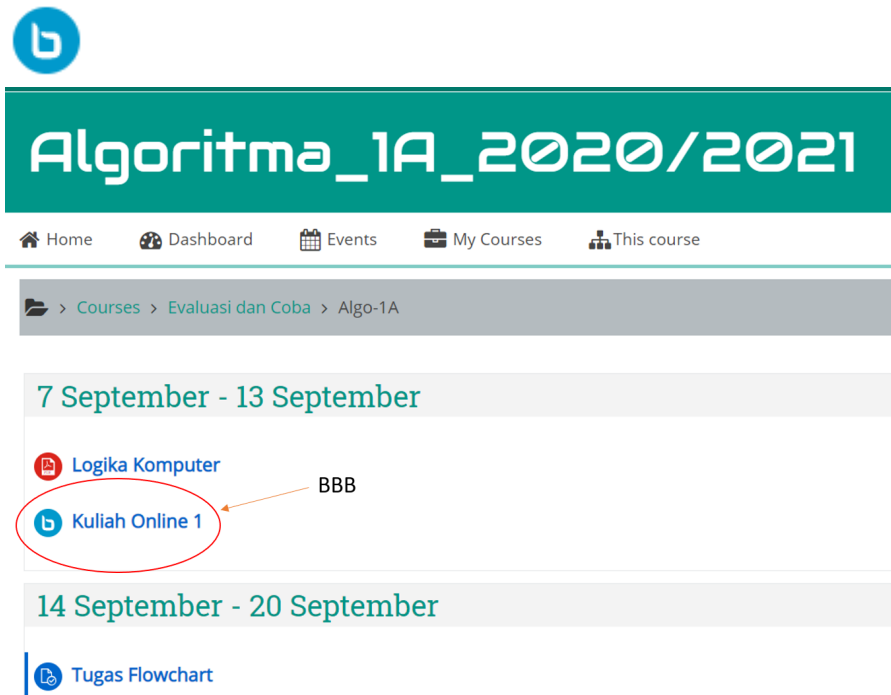 Algoritma_1A_2020/2021
Home Dashboard Events My Courses This course
> Courses > Evaluasi dan Coba > Algo-1A
7 September - 13 September
Logika Komputer
BBB
Kuliah Online 1
14 September - 20 September
Tugas Flowchart